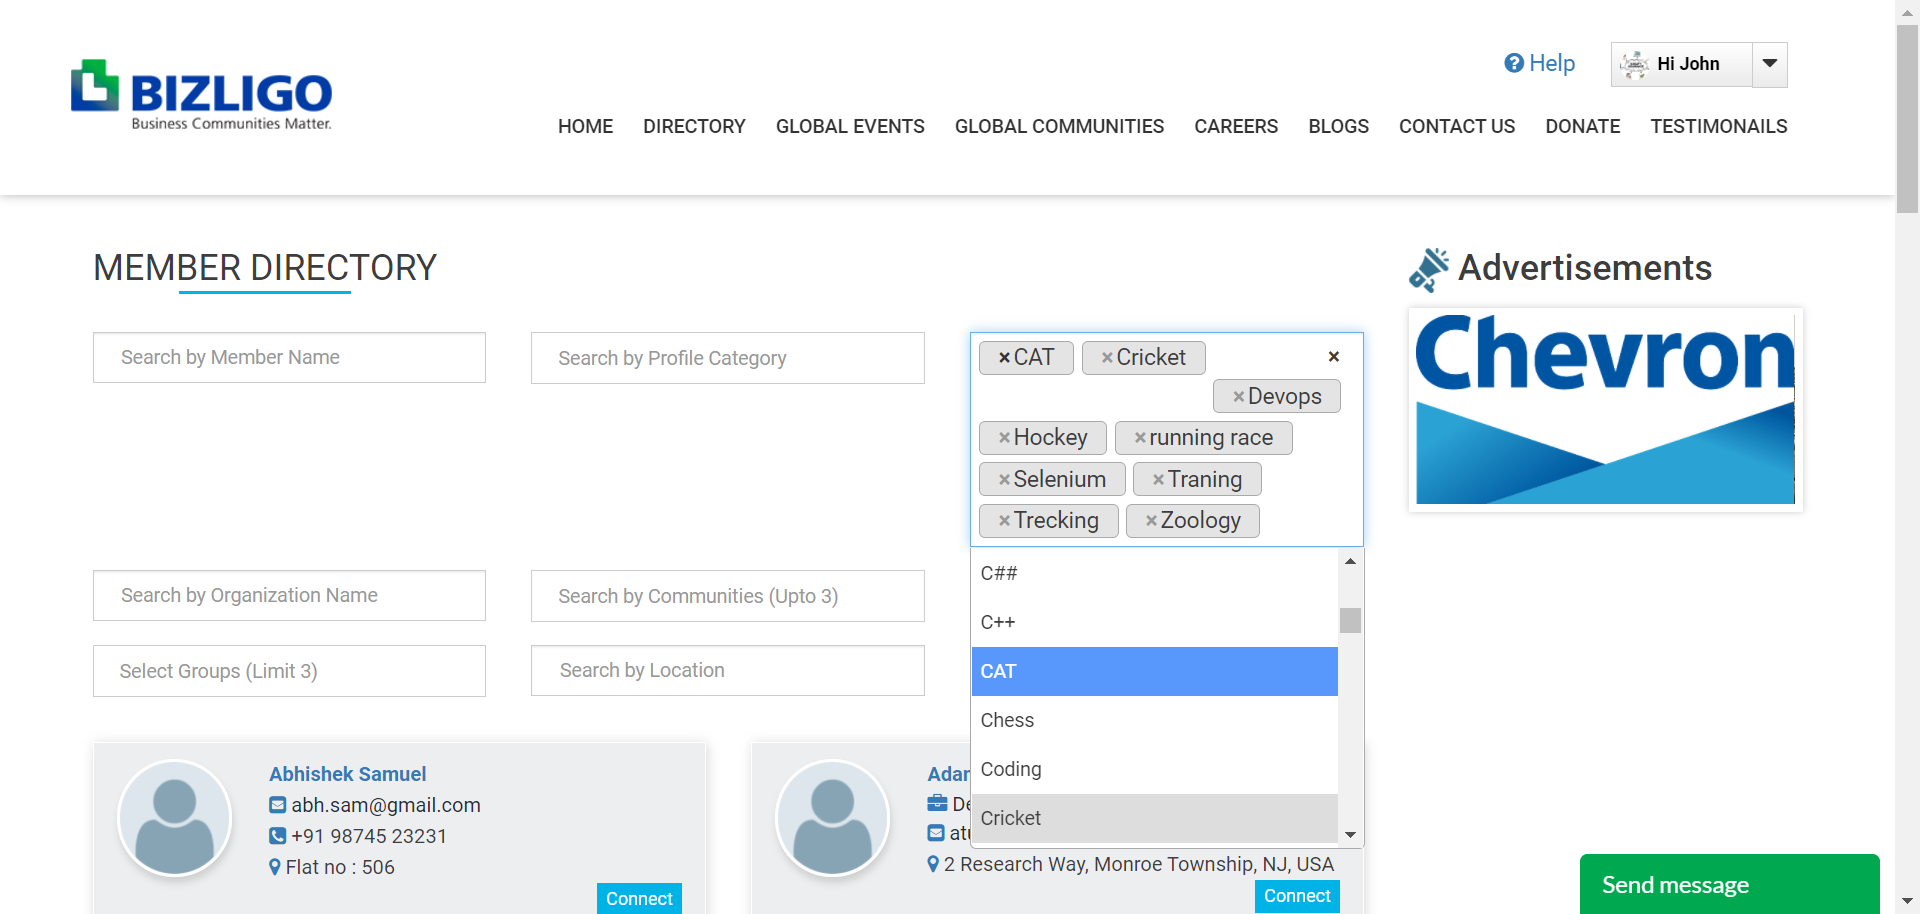 Help
Hi John
BIZLIGO
Business Communities Matter.
HOME DIRECTORY GLOBAL EVENTS GLOBAL COMMUNITIES CAREERS BLOGS CONTACT US DONATE TESTIMONAILS
MEMBER DIRECTORY
Advertisements
Search by Member Name
Search by Profile Category
×CAT ×Cricket ×
×Devops
×Hockey ×running race
×Selenium ×Traning
×Trecking ×Zoology
Chevron
Search by Organization Name
Search by Communities (Upto 3)
Select Groups (Limit 3)
Search by Location
C##
C++
CAT
Chess
Coding
Cricket
Abhishek Samuel
abh.sam@gmail.com
+91 98745 23231
Flat no : 506
Connect
2 Research Way, Monroe Township, NJ, USA
Connect
Send message